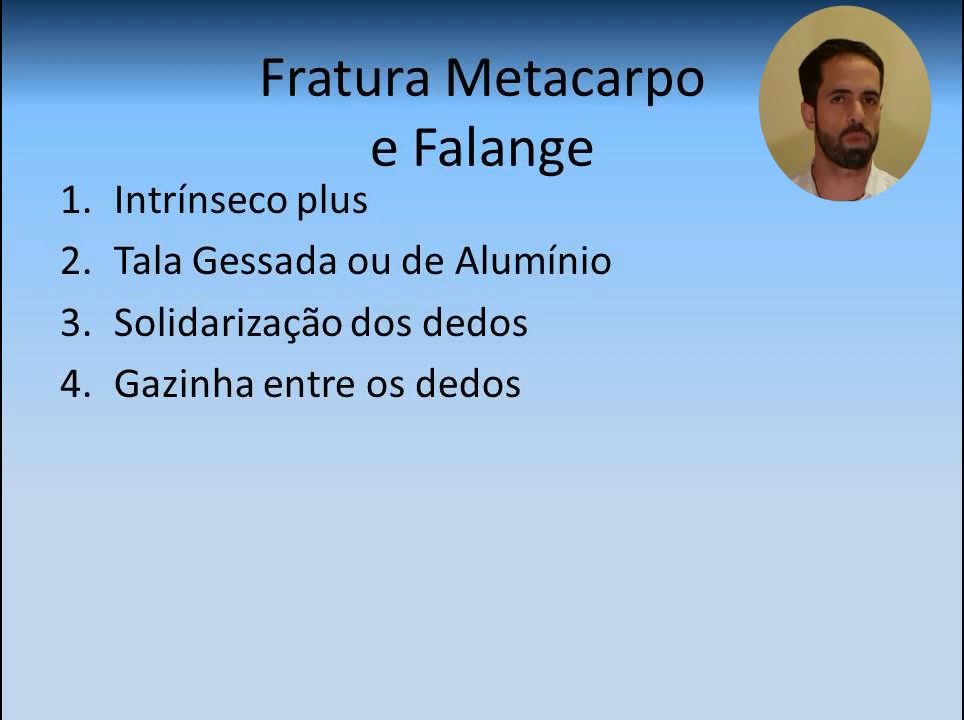 Fratura Metacarpo
e Falange
1. Intrínseco plus
2. Tala Gessada ou de Alumínio
3. Solidarização dos dedos
4. Gazinha entre os dedos